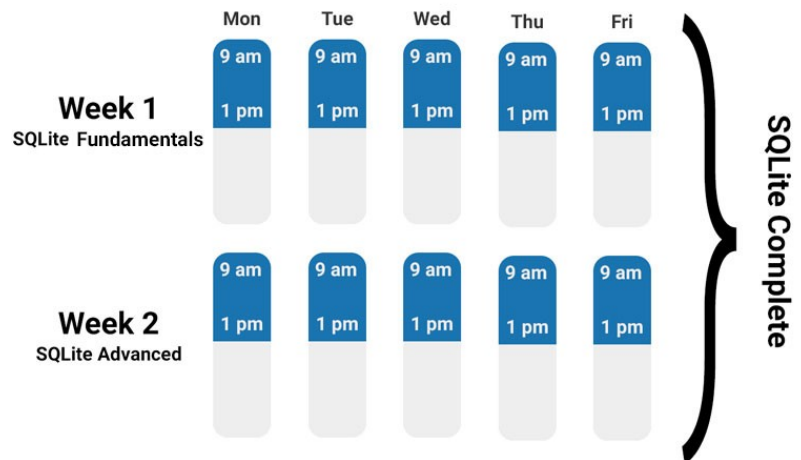 Mon Tue Wed Thu Fri
9 am 9 am 9 am 9 am 9 am
Week 1
1 pm 1 pm 1 pm 1 pm 1 pm
SQLite Fundamentals
9 am 9 am 9 am 9 am 9 am
Week 2
1 pm 1 pm 1 pm 1 pm 1 pm
SQLite Advanced
SQLite Complete